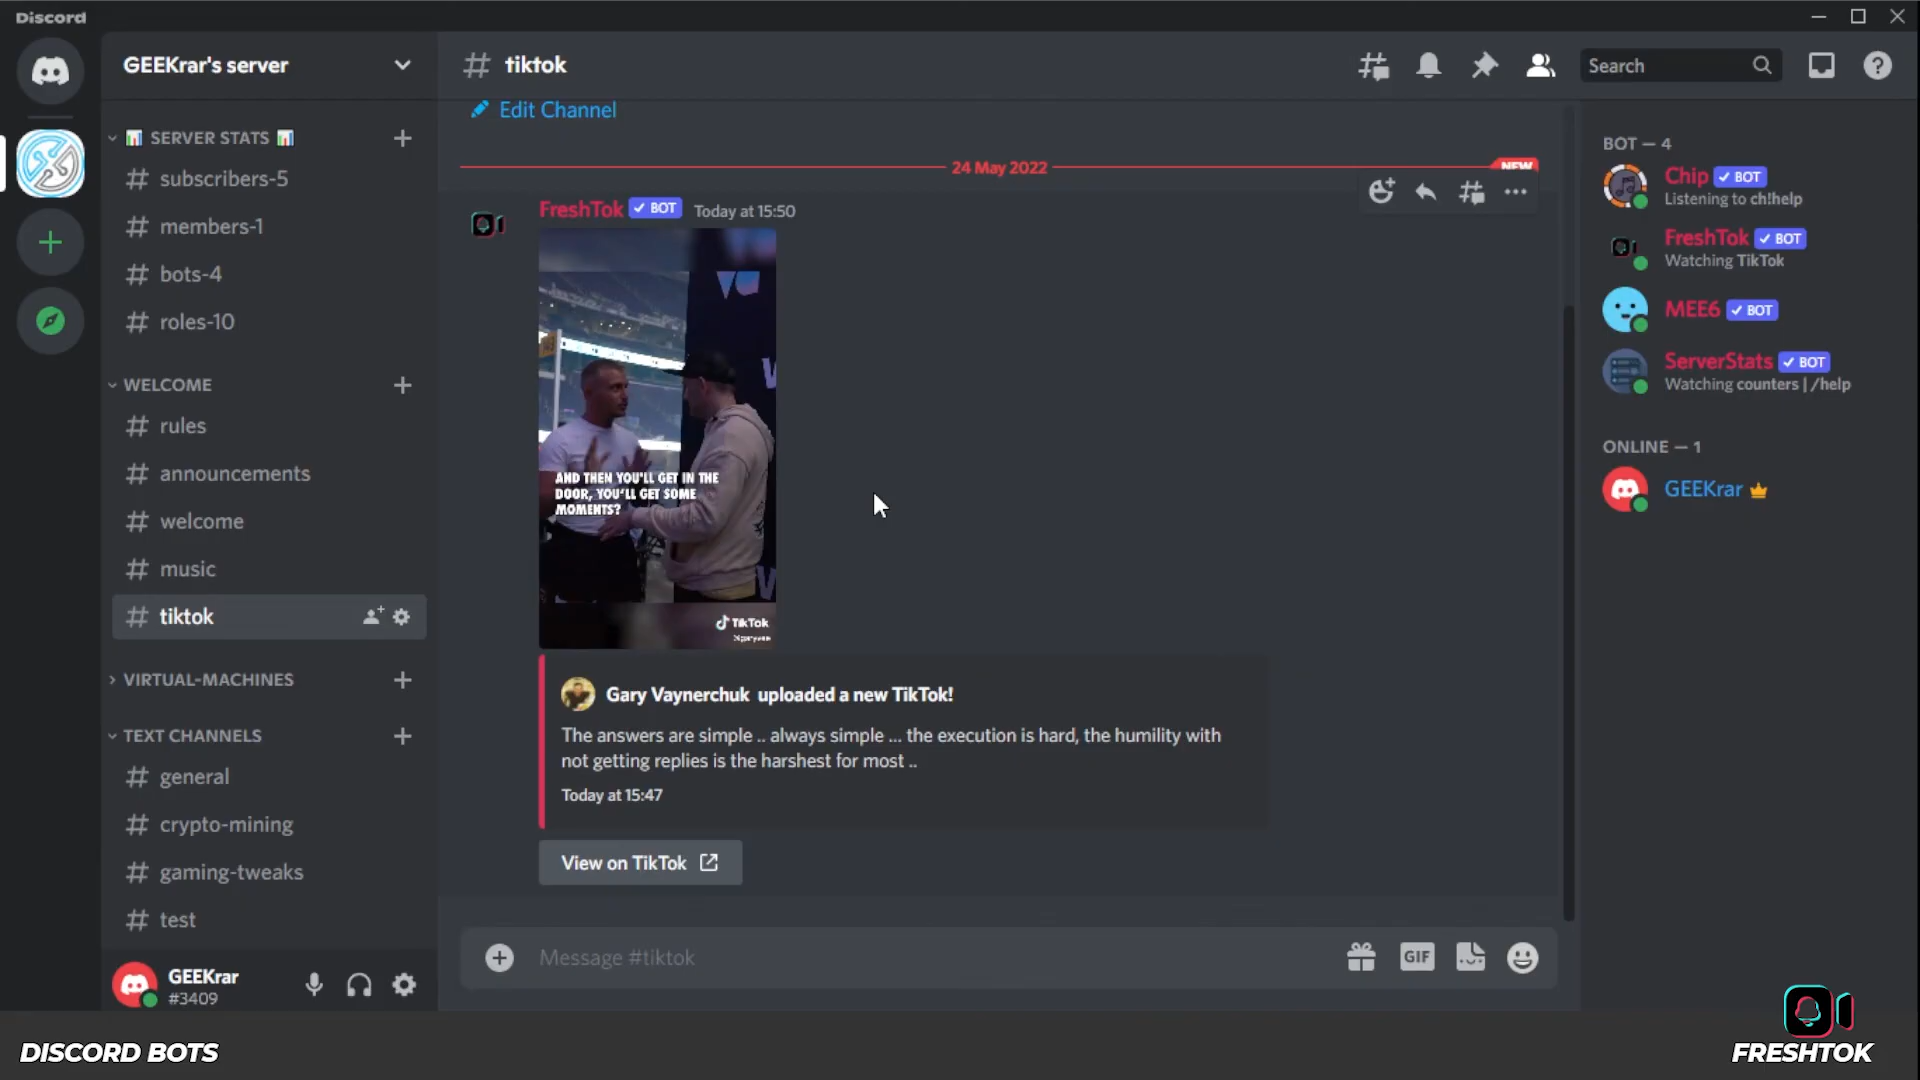 Discord
GEEKrar's server
SERVER STATS
subscribers-5
members-1
bots-4
roles-10
WELCOME
rules
announcements
welcome
music
tiktok
VIRTUAL-MACHINES
TEXT CHANNELS
general
crypto-mining
gaming-tweaks
test
GEEKrar
#3409
# tiktok
Search
Edit Channel
24 May 2022
NEW
FreshTok ✓ BOT Today at 15:50
AND THEN YOU'LL GET IN THE
DOOR, YOU'LL GET SOME
MOMENTS?
TikTok
Gary Vaynerchuk uploaded a new TikTok!
The answers are simple .. always simple ... the execution is hard, the humility with
not getting replies is the harshest for most ..
Today at 15:47
View on TikTok
Message #tiktok
GIF
BOT — 4
Chip ✓ BOT
Listening to ch!help
FreshTok ✓ BOT
Watching TikTok
MEE6 ✓ BOT
ServerStats ✓ BOT
Watching counters | /help
ONLINE — 1
GEEKrar
DISCORD BOTS
FRESHTOK